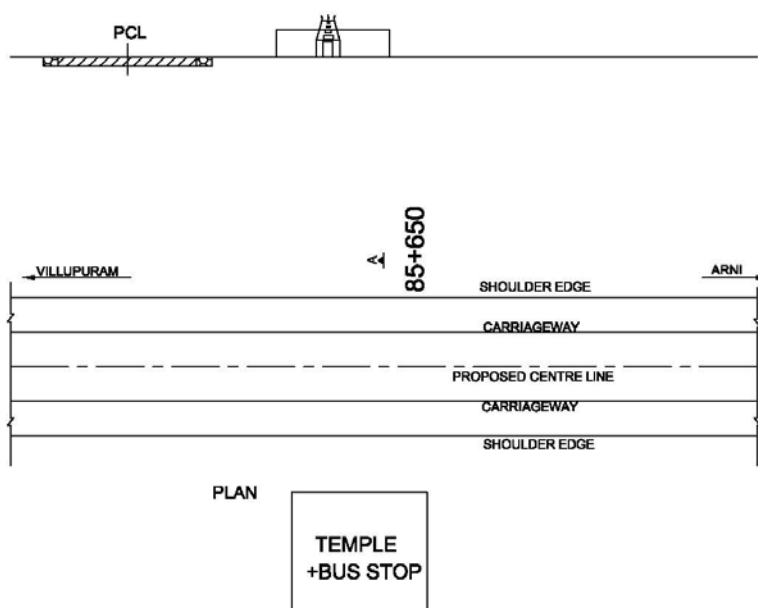 PCL
85+650
A
VILLUPURAM
ARNI
SHOULDER EDGE
CARRIAGEWAY
PROPOSED CENTRE LINE
CARRIAGEWAY
SHOULDER EDGE
PLAN
TEMPLE
+BUS STOP